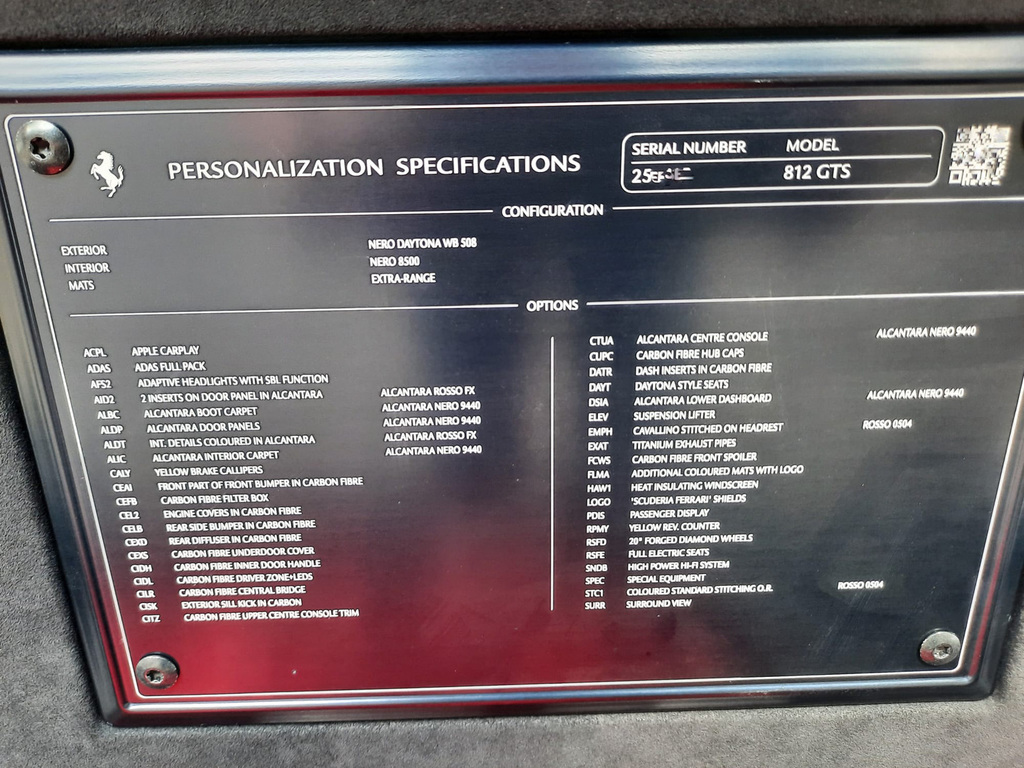 PERSONALIZATION SPECIFICATIONS
SERIAL NUMBER MODEL
812 GTS
CONFIGURATION
EXTERIOR NERO DAYTONA WB 508
INTERIOR NERO 8500
MATS EXTRA-RANGE
OPTIONS
ACPL APPLE CARPLAY
ADAS ADAS FULL PACK
AFS2 ADAPTIVE HEADLIGHTS WITH SBL FUNCTION
AID2 2 INSERTS ON DOOR PANEL IN ALCANTARA ALCANTARA ROSSO FX
ALBC ALCANTARA BOOT CARPET ALCANTARA NERO 9440
ALDP ALCANTARA DOOR PANELS ALCANTARA NERO 9440
ALDT INT. DETAILS COLOURED IN ALCANTARA ALCANTARA ROSSO FX
ALIC ALCANTARA INTERIOR CARPET ALCANTARA NERO 9440
CALY YELLOW BRAKE CALLIPERS
CEAI FRONT PART OF FRONT BUMPER IN CARBON FIBRE
CEFB CARBON FIBRE FILTER BOX
CEL2 ENGINE COVERS IN CARBON FIBRE
CELB REAR SIDE BUMPER IN CARBON FIBRE
CEXD REAR DIFFUSER IN CARBON FIBRE
CEXS CARBON FIBRE UNDERDOOR COVER
CIDH CARBON FIBRE INNER DOOR HANDLE
CIDL CARBON FIBRE DRIVER ZONE+LEDS
CILR CARBON FIBRE CENTRAL BRIDGE
CISK EXTERIOR SILL KICK IN CARBON
CITZ CARBON FIBRE UPPER CENTRE CONSOLE TRIM
CTUA ALCANTARA CENTRE CONSOLE ALCANTARA NERO 9440
CUPC CARBON FIBRE HUB CAPS
DATR DASH INSERTS IN CARBON FIBRE
DAYT DAYTONA STYLE SEATS
DSIA ALCANTARA LOWER DASHBOARD ALCANTARA NERO 9440
ELEV SUSPENSION LIFTER
EMPH CAVALLINO STITCHED ON HEADREST ROSSO 0504
EXAT TITANIUM EXHAUST PIPES
FCWS CARBON FIBRE FRONT SPOILER
FLMA ADDITIONAL COLOURED MATS WITH LOGO
HAW1 HEAT INSULATING WINDSCREEN
LOGO 'SCUDERIA FERRARI' SHIELDS
PDIS PASSENGER DISPLAY
RPMY YELLOW REV. COUNTER
RSFD 20" FORGED DIAMOND WHEELS
RSFE FULL ELECTRIC SEATS
SNDB HIGH POWER HI-FI SYSTEM
SPEC SPECIAL EQUIPMENT
STC1 COLOURED STANDARD STITCHING O.R. ROSSO 0504
SURR SURROUND VIEW